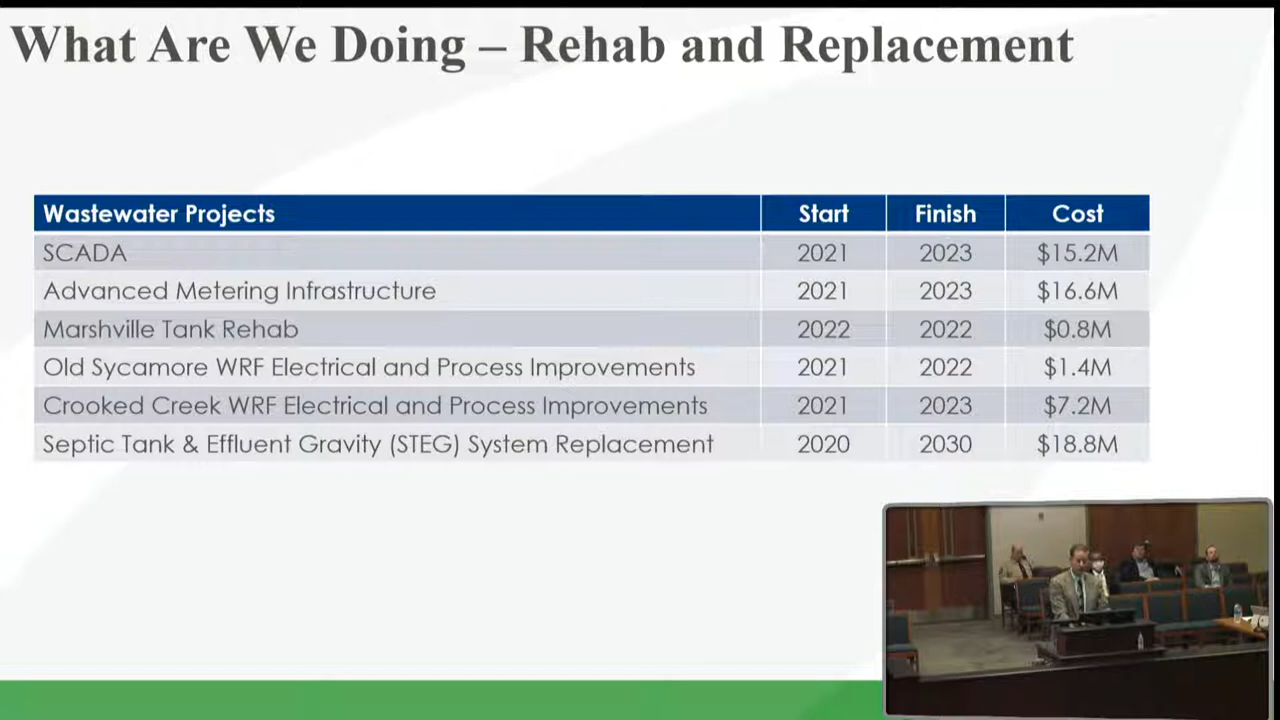 What Are We Doing – Rehab and Replacement
Wastewater Projects Start Finish Cost
SCADA 2021 2023 $15.2M
Advanced Metering Infrastructure 2021 2023 $16.6M
Marshville Tank Rehab 2022 2022 $0.8M
Old Sycamore WRF Electrical and Process Improvements 2021 2022 $1.4M
Crooked Creek WRF Electrical and Process Improvements 2021 2023 $7.2M
Septic Tank & Effluent Gravity (STEG) System Replacement 2020 2030 $18.8M